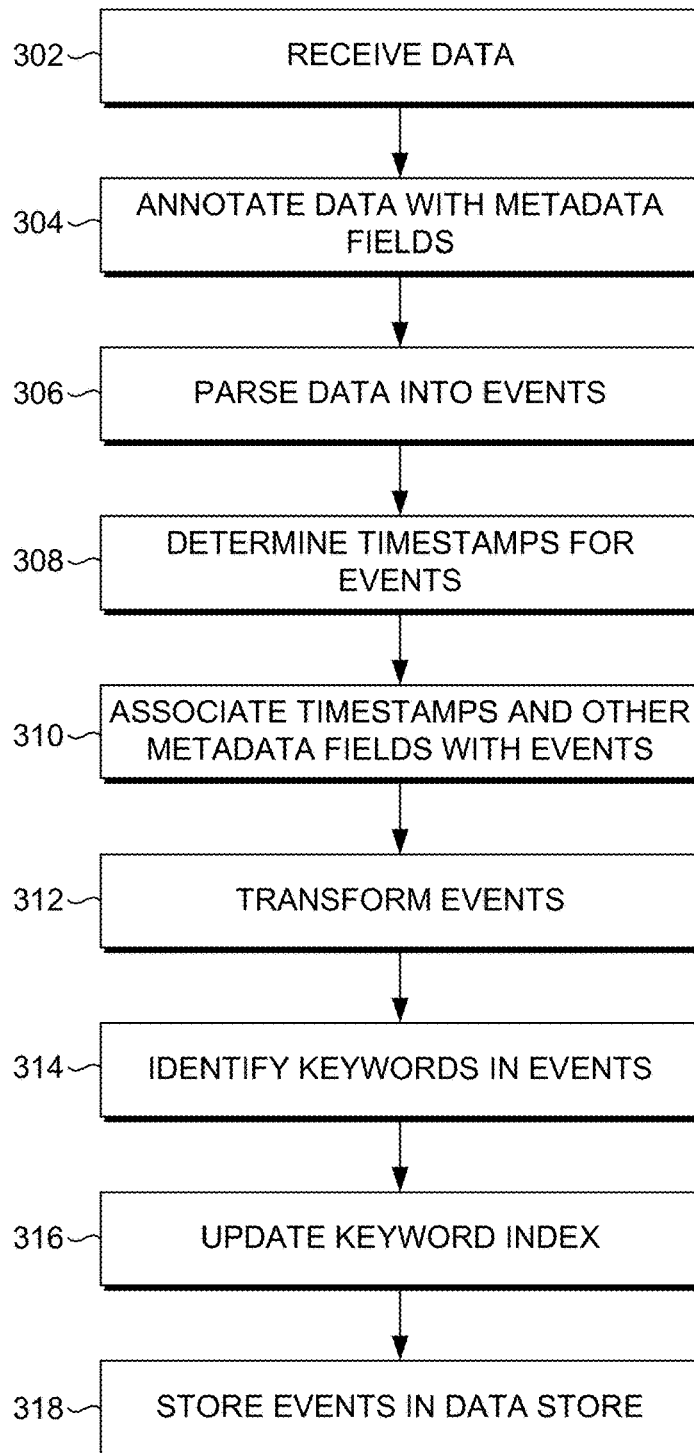 302
RECEIVE DATA
304
ANNOTATE DATA WITH METADATA
FIELDS
306
PARSE DATA INTO EVENTS
308
DETERMINE TIMESTAMPS FOR
EVENTS
310
ASSOCIATE TIMESTAMPS AND OTHER
METADATA FIELDS WITH EVENTS
312
TRANSFORM EVENTS
314
IDENTIFY KEYWORDS IN EVENTS
316
UPDATE KEYWORD INDEX
318
STORE EVENTS IN DATA STORE